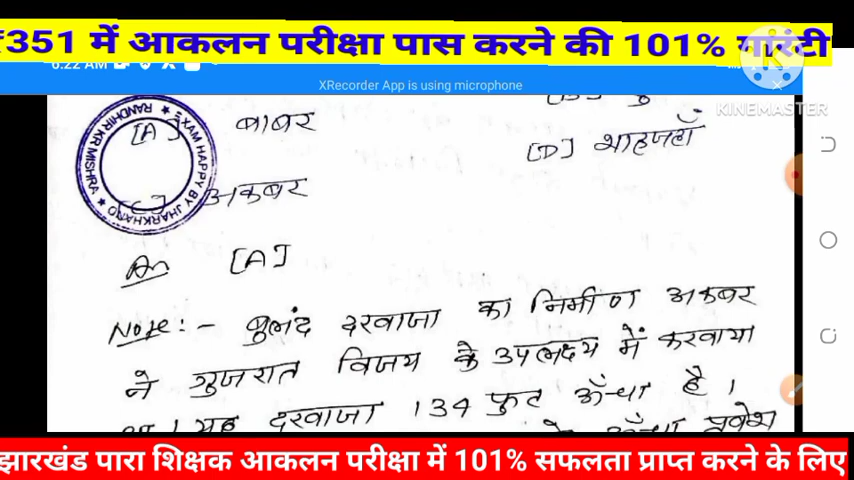 ₹351 में आकलन परीक्षा पास करने की 101% गारंटी
6:22 AM
XRecorder App is using microphone
KINEMASTER
[A] बाबर
[D] शाहजहाँ
[C] अकबर
EXAM HAPPY BY JHARKHAND ★ RANDHIR KR MISHRA ★
An [A]
Note:- बुलंद दरवाजा का निर्माण अकबर
ने गुजरात विजय के उपलक्ष्य में करवाया
था। यह दरवाजा 134 फुट ऊँचा है।
ऊँचा प्रवेश
झारखंड पारा शिक्षक आकलन परीक्षा में 101% सफलता प्राप्त करने के लिए